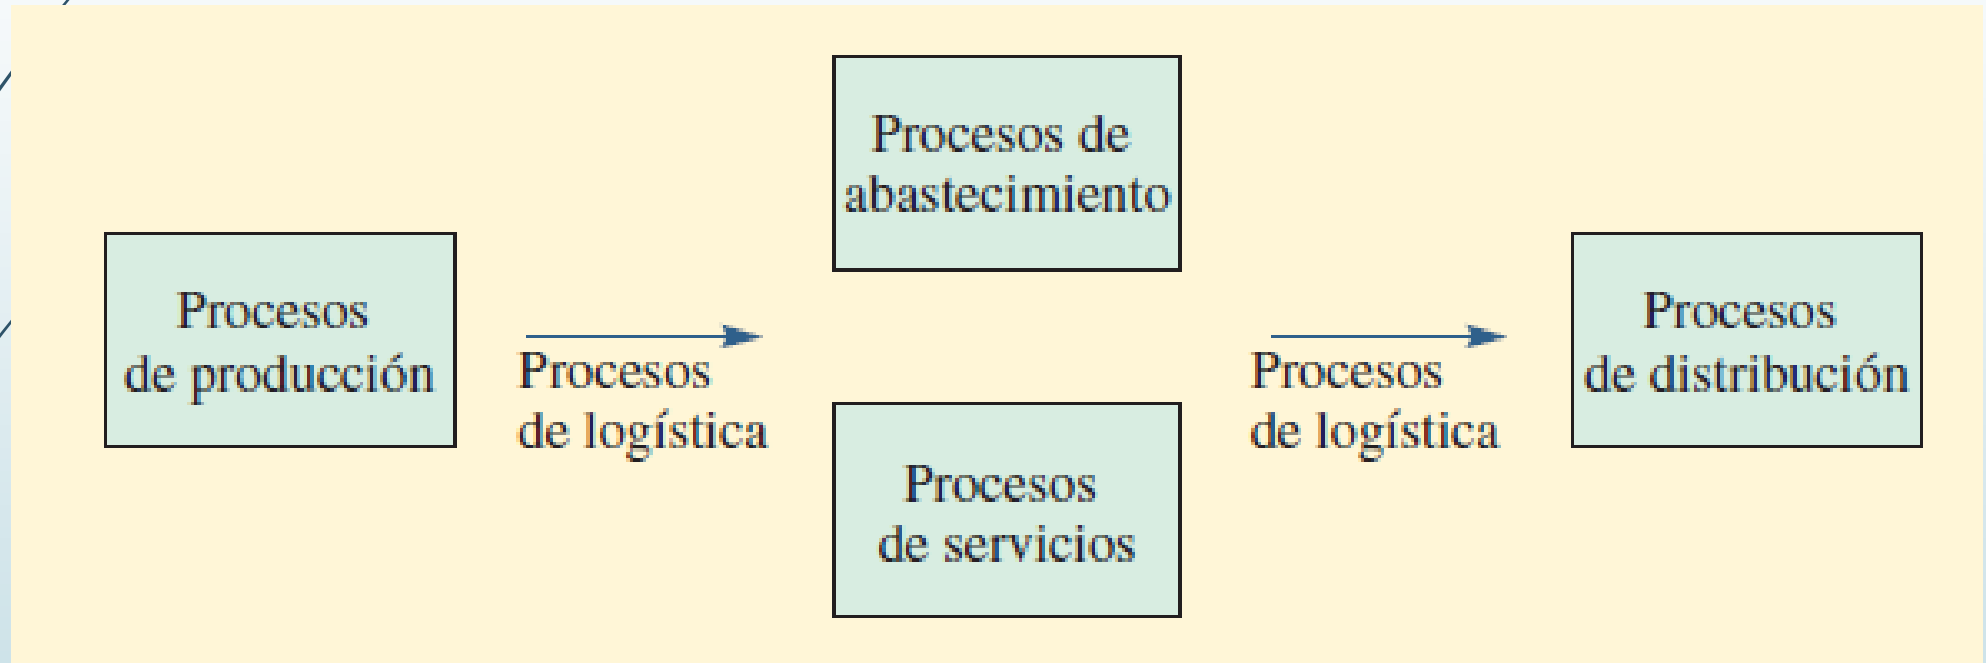 Procesos
de producción
Procesos
de logística
Procesos de
abastecimiento
Procesos
de servicios
Procesos
de logística
Procesos
de distribución